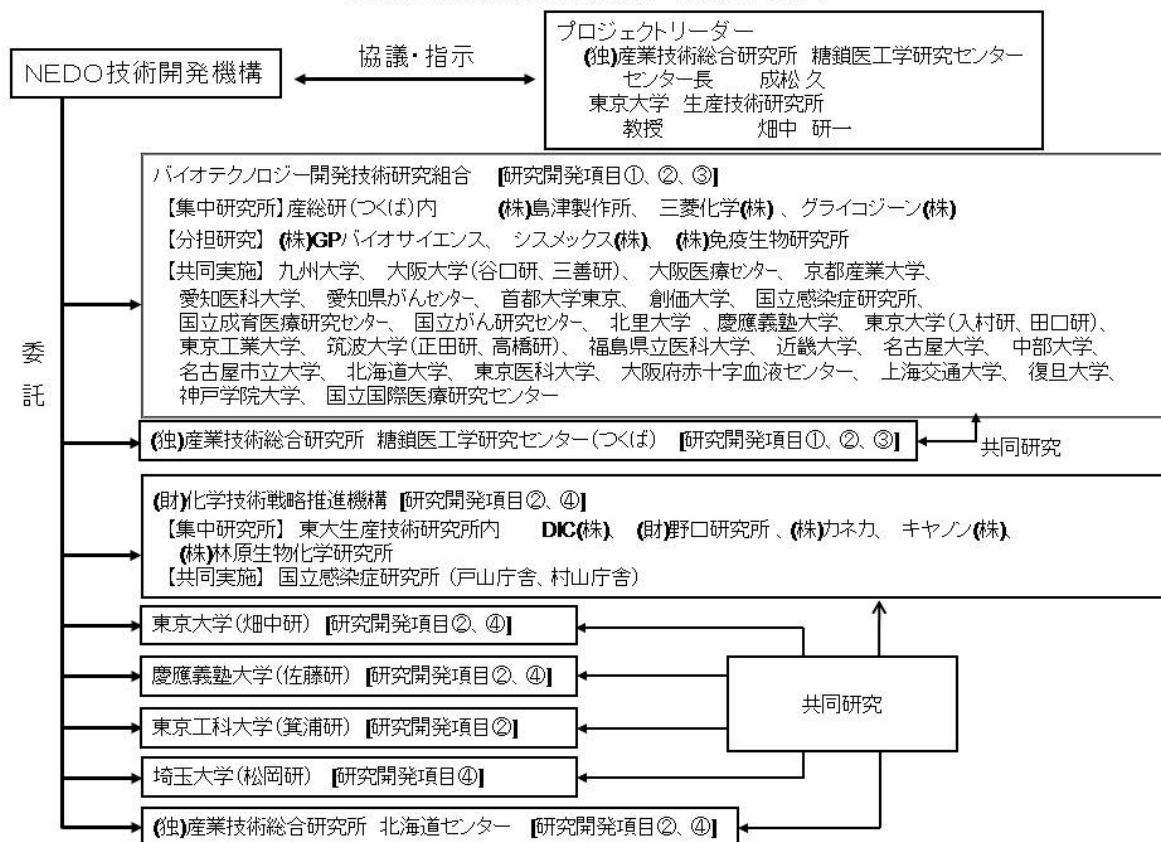 プロジェクトリーダー
(独)産業技術総合研究所 糖鎖医工学研究センター
センター長 成松 久
東京大学 生産技術研究所
教授 畑中 研一
協議・指示
NEDO技術開発機構
バイオテクノロジー開発技術研究組合 [研究開発項目①、②、③]
【集中研究所】産総研(つくば)内 (株)島津製作所、三菱化学(株)、グライコジーン(株)
【分担研究】 (株)GPバイオサイエンス、 シスメックス(株)、 (株)免疫生物研究所
【共同実施】 九州大学、 大阪大学(谷口研、三善研)、 大阪医療センター、 京都産業大学、
愛知医科大学、 愛知県がんセンター、 首都大学東京、 創価大学、 国立感染症研究所、
国立成育医療研究センター、 国立がん研究センター、 北里大学 、慶應義塾大学、 東京大学(入村研、田口研)、
東京工業大学、 筑波大学(正田研、高橋研)、 福島県立医科大学、 近畿大学、 名古屋大学、 中部大学、
名古屋市立大学、 北海道大学、 東京医科大学、 大阪府赤十字血液センター、 上海交通大学、 復旦大学、
神戸学院大学、 国立国際医療研究センター
委託
(独)産業技術総合研究所 糖鎖医工学研究センター(つくば) [研究開発項目①、②、③]
共同研究
(財)化学技術戦略推進機構 [研究開発項目②、④]
【集中研究所】 東大生産技術研究所内 DIC(株)、 (財)野口研究所 、(株)カネカ、 キヤノン(株)、
(株)林原生物化学研究所
【共同実施】 国立感染症研究所 (戸山庁舎、村山庁舎)
東京大学(畑中研) [研究開発項目②、④]
慶應義塾大学(佐藤研) [研究開発項目②、④]
共同研究
東京工科大学(箕浦研) [研究開発項目②]
埼玉大学(松岡研) [研究開発項目④]
(独)産業技術総合研究所 北海道センター [研究開発項目②、④]